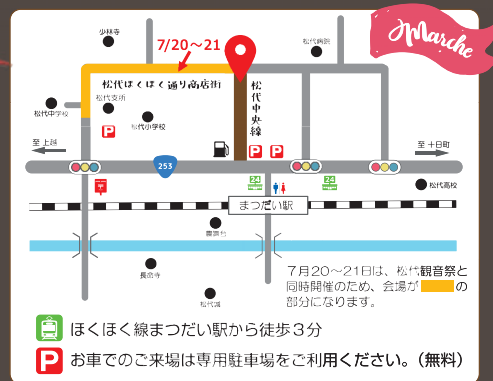 Marche
少林寺
7/20～21
松代病院
松代ほくほく通り商店街
松代支所
松代中央線
松代中学校
松代小学校
P
至 上越
P P
至 十日町
253
24
24
松代高校
まつだい駅
長命寺
松代城
7月20～21日は、松代観音祭と
同時開催のため、会場が の
部分になります。
ほくほく線まつだい駅から徒歩3分
P お車でのご来場は専用駐車場をご利用ください。(無料)